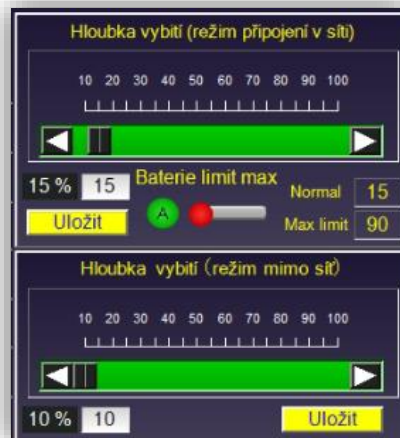 Hloubka vybití (režim připojení v síti)
10 20 30 40 50 60 70 80 90 100
15 % 15 Baterie limit max Normal 15
Uložit A Max limit 90
Hloubka vybití (režim mimo síť)
10 20 30 40 50 60 70 80 90 100
10 % 10 Uložit